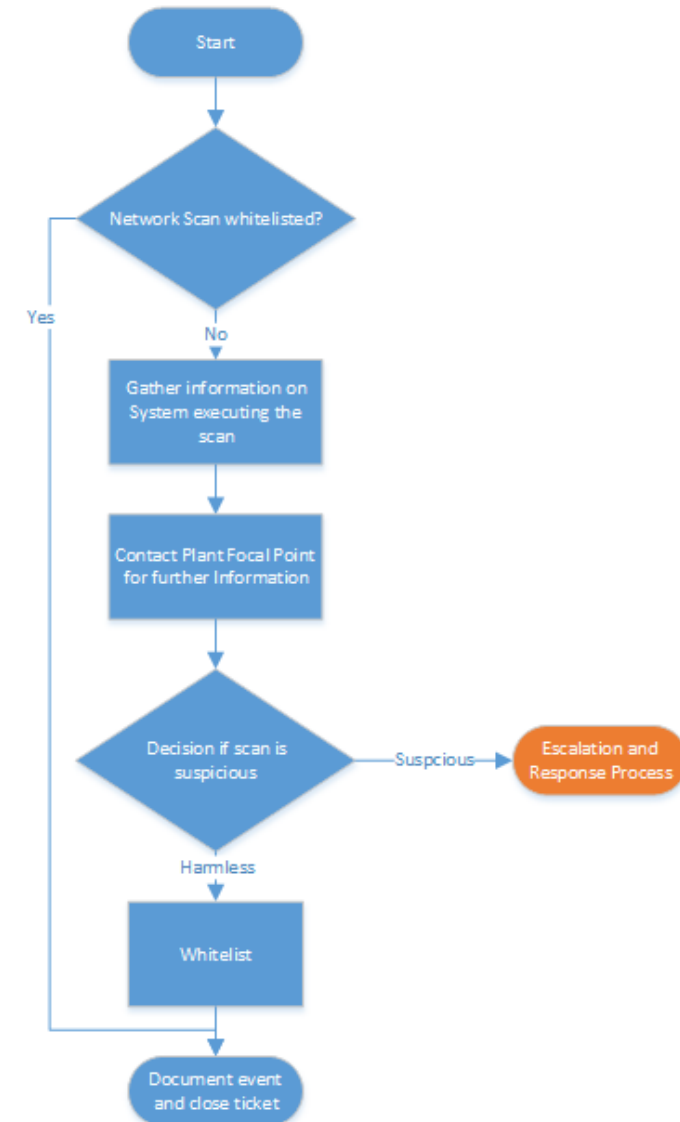 Start
Network Scan whitelisted?
Yes
No
Gather information on
System executing the
scan
Contact Plant Focal Point
for further Information
Decision if scan is
suspicious
Suspcious
Escalation and
Response Process
Harmless
Whitelist
Document event
and close ticket